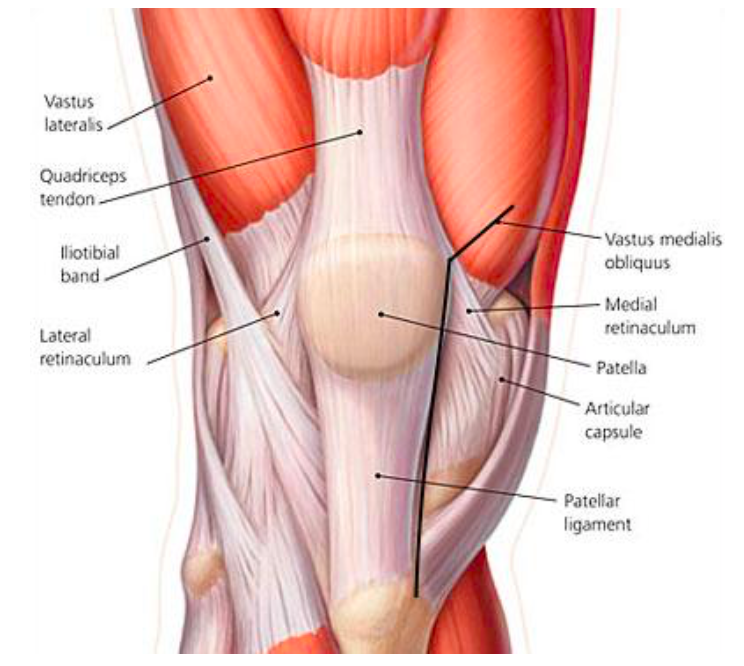 Vastus
lateralis
Quadriceps
tendon
Iliotibial
band
Lateral
retinaculum
Vastus medialis
obliquus
Medial
retinaculum
Patella
Articular
capsule
Patellar
ligament